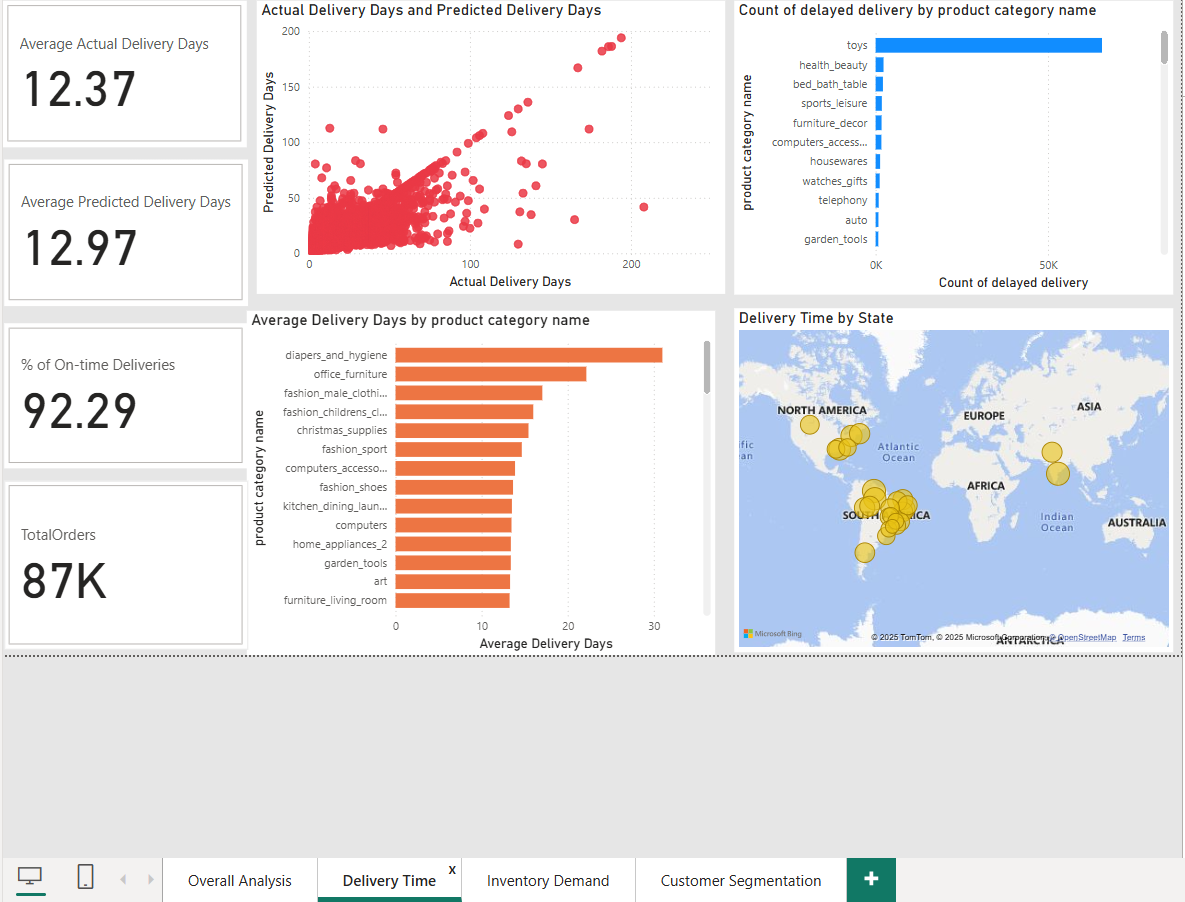 Average Actual Delivery Days
12.37
Average Predicted Delivery Days
12.97
% of On-time Deliveries
92.29
TotalOrders
87K
Actual Delivery Days and Predicted Delivery Days
Predicted Delivery Days
200
150
100
50
0
0 100 200
Actual Delivery Days
Count of delayed delivery by product category name
product category name
toys
health_beauty
bed_bath_table
sports_leisure
furniture_decor
computers_access...
housewares
watches_gifts
telephony
auto
garden_tools
0K 50K
Count of delayed delivery
Average Delivery Days by product category name
product category name
diapers_and_hygiene
office_furniture
fashion_male_clothi...
fashion_childrens_cl...
christmas_supplies
fashion_sport
computers_accesso...
fashion_shoes
kitchen_dining_laun...
computers
home_appliances_2
garden_tools
art
furniture_living_room
0 10 20 30
Average Delivery Days
Delivery Time by State
NORTH AMERICA
EUROPE
ASIA
Atlantic
Ocean
AFRICA
Indian
Ocean
AUSTRALIA
Microsoft Bing
© 2025 TomTom, © 2025 Microsoft Corporation, © OpenStreetMap Terms
ANTARCTICA
Overall Analysis
Delivery Time
x
Inventory Demand
Customer Segmentation
+